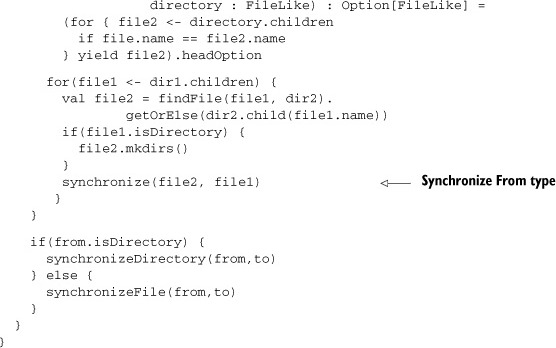 directory : FileLike) : Option[FileLike] =
(for { file2 <- directory.children
if file.name == file2.name
} yield file2).headOption
for(file1 <- dir1.children) {
val file2 = findFile(file1, dir2).
getOrElse(dir2.child(file1.name))
if(file1.isDirectory) {
file2.mkdirs()
}
synchronize(file2, file1) Synchronize From type
}
}
if(from.isDirectory) {
synchronizeDirectory(from,to)
} else {
synchronizeFile(from,to)
}
}
}